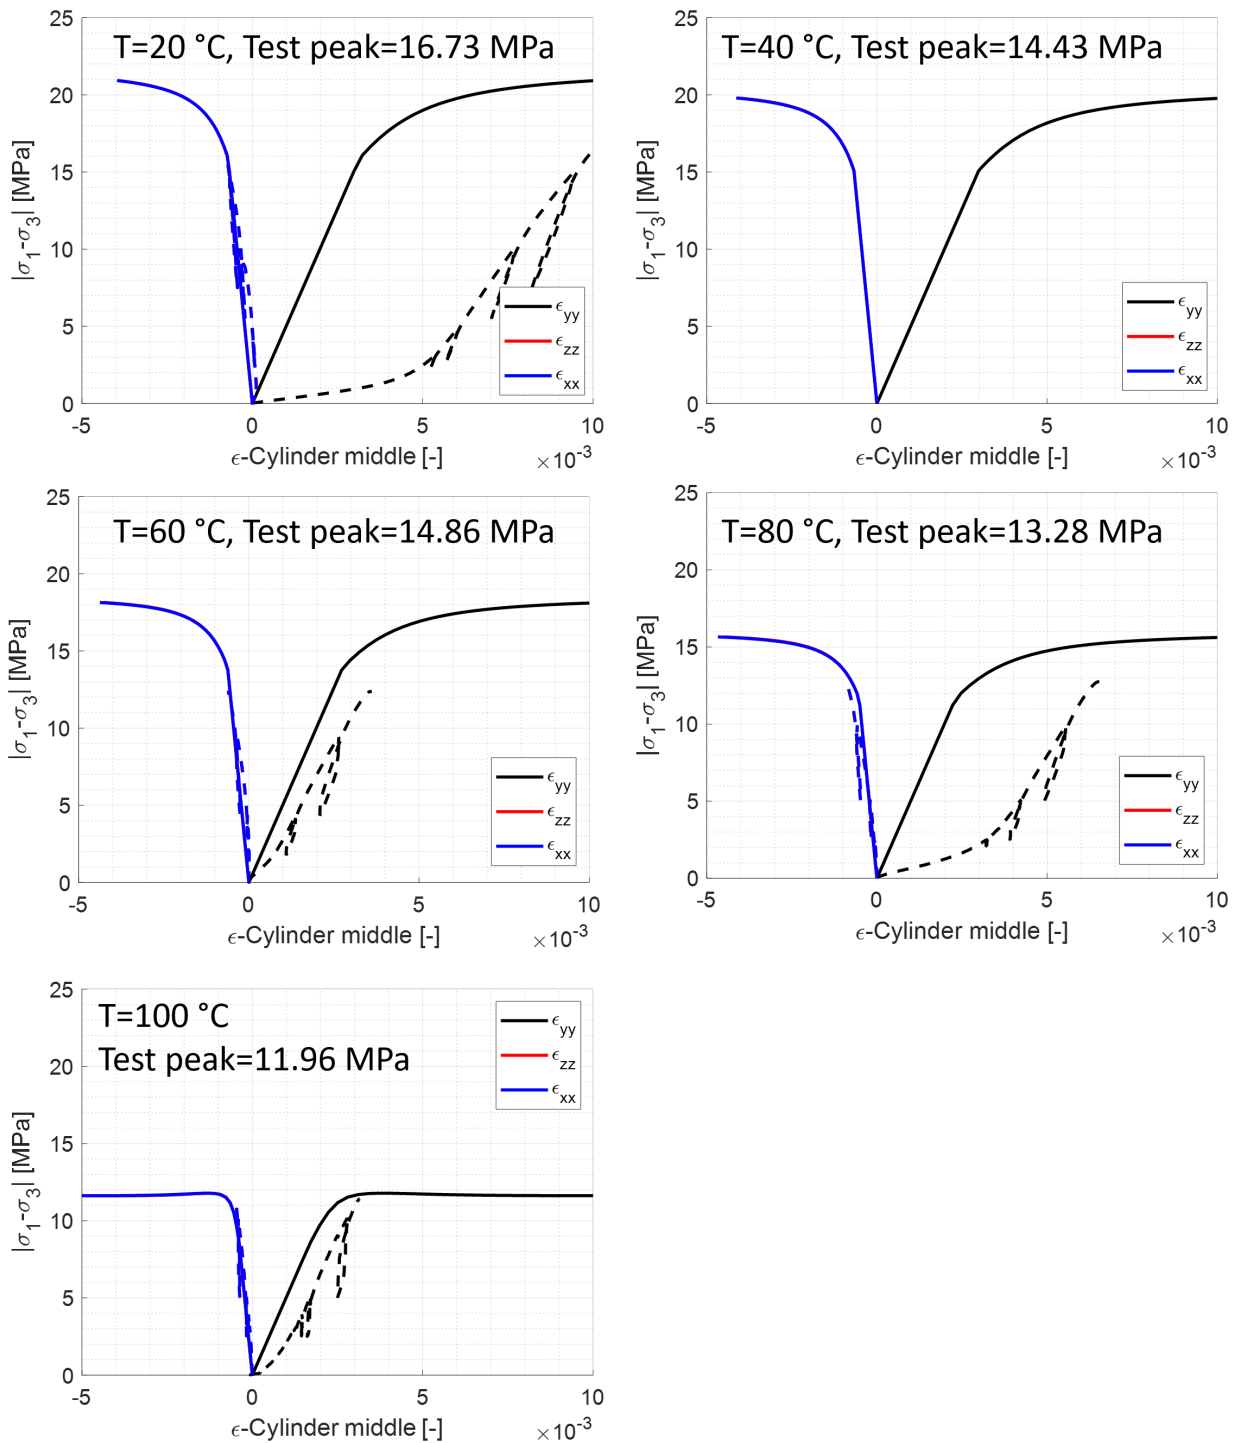 T=20 °C, Test peak=16.73 MPa
25
20
15
10
5
0
|σ1-σ3| [MPa]
-5 0 5 10
ϵ-Cylinder middle [-]
×10-3
ϵyy
ϵzz
ϵxx
T=40 °C, Test peak=14.43 MPa
25
20
15
10
5
0
|σ1-σ3| [MPa]
-5 0 5 10
ϵ-Cylinder middle [-]
×10-3
ϵyy
ϵzz
ϵxx
T=60 °C, Test peak=14.86 MPa
25
20
15
10
5
0
|σ1-σ3| [MPa]
-5 0 5 10
ϵ-Cylinder middle [-]
×10-3
ϵyy
ϵzz
ϵxx
T=80 °C, Test peak=13.28 MPa
25
20
15
10
5
0
|σ1-σ3| [MPa]
-5 0 5 10
ϵ-Cylinder middle [-]
×10-3
ϵyy
ϵzz
ϵxx
T=100 °C
Test peak=11.96 MPa
25
20
15
10
5
0
|σ1-σ3| [MPa]
-5 0 5 10
ϵ-Cylinder middle [-]
×10-3
ϵyy
ϵzz
ϵxx